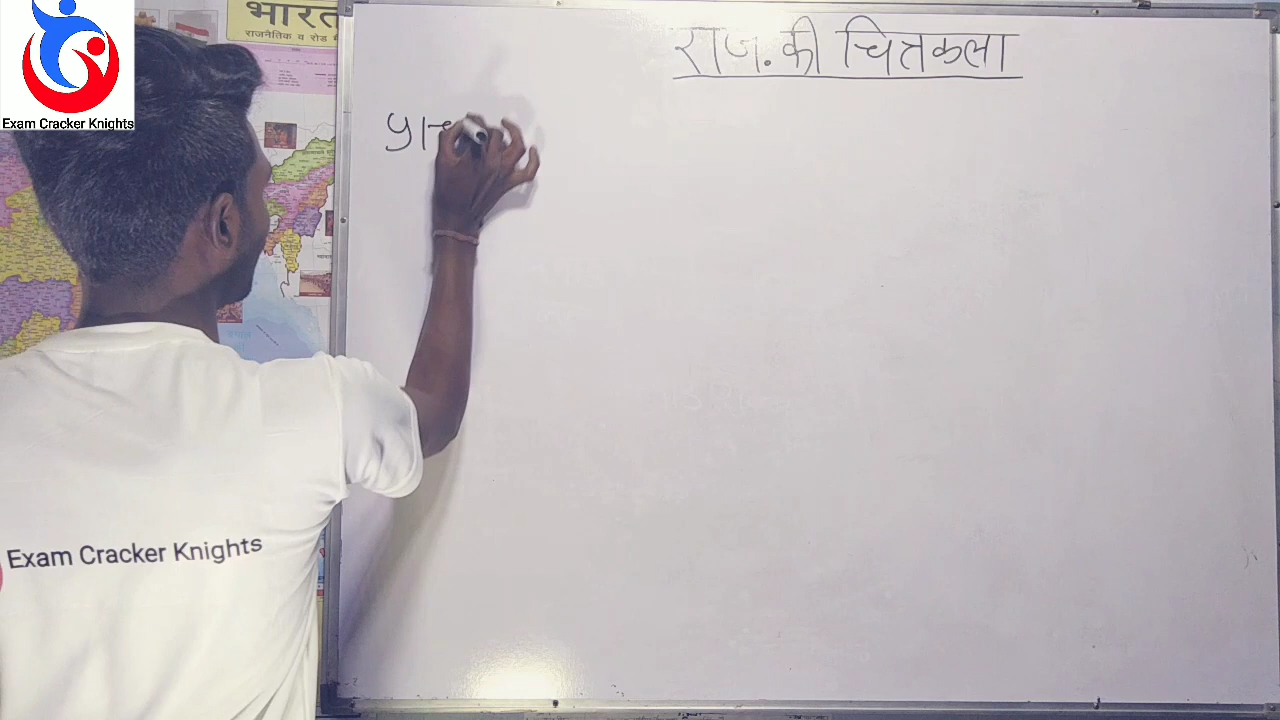 भारत
राजनैतिक व रोड
Exam Cracker Knights
राज. की चित्रकला
Exam Cracker Knights